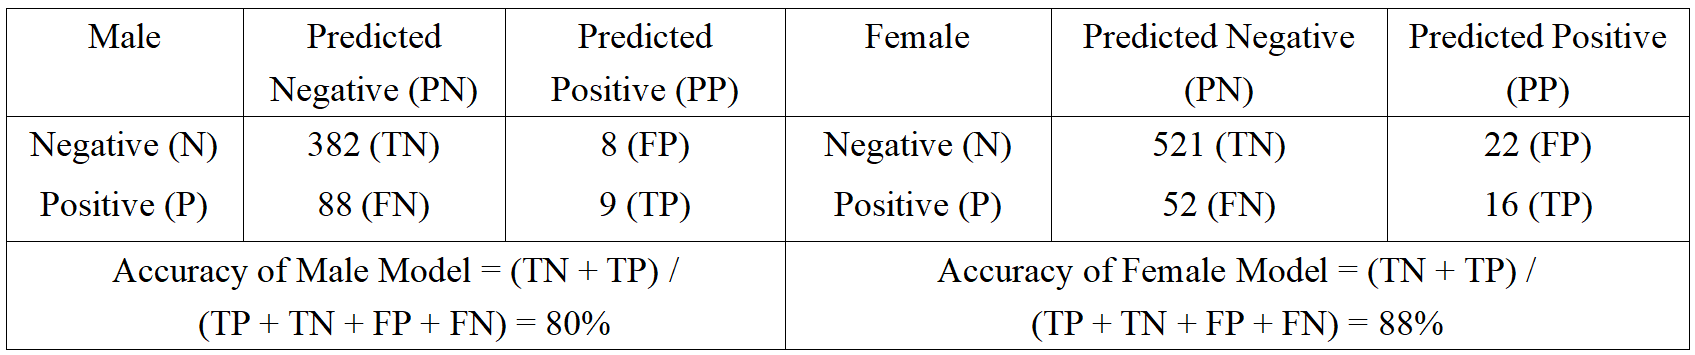 Male
Predicted
Negative (PN)
Predicted
Positive (PP)
Female
Predicted Negative
(PN)
Predicted Positive
(PP)
Negative (N)
382 (TN)
8 (FP)
Negative (N)
521 (TN)
22 (FP)
Positive (P)
88 (FN)
9 (TP)
Positive (P)
52 (FN)
16 (TP)
Accuracy of Male Model = (TN + TP) /
(TP + TN + FP + FN) = 80%
Accuracy of Female Model = (TN + TP) /
(TP + TN + FP + FN) = 88%